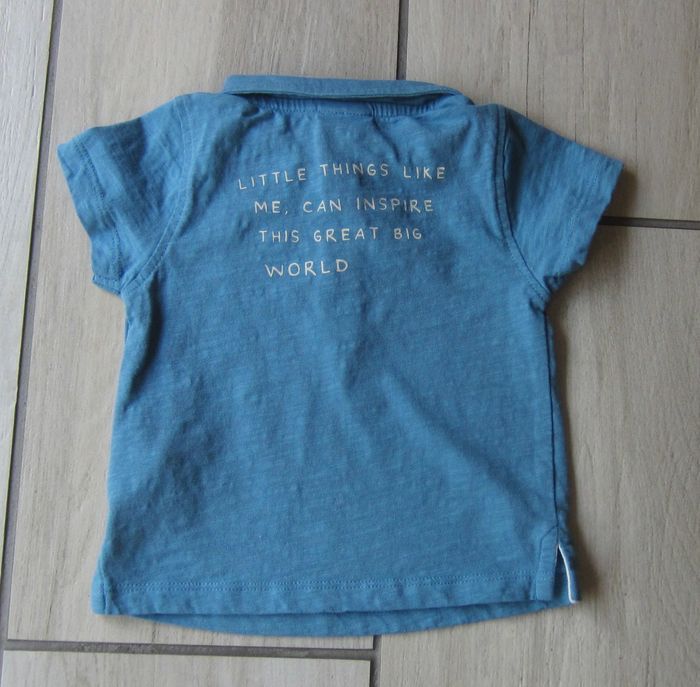 LITTLE THINGS LIKE
ME, CAN INSPIRE
THIS GREAT BIG
WORLD